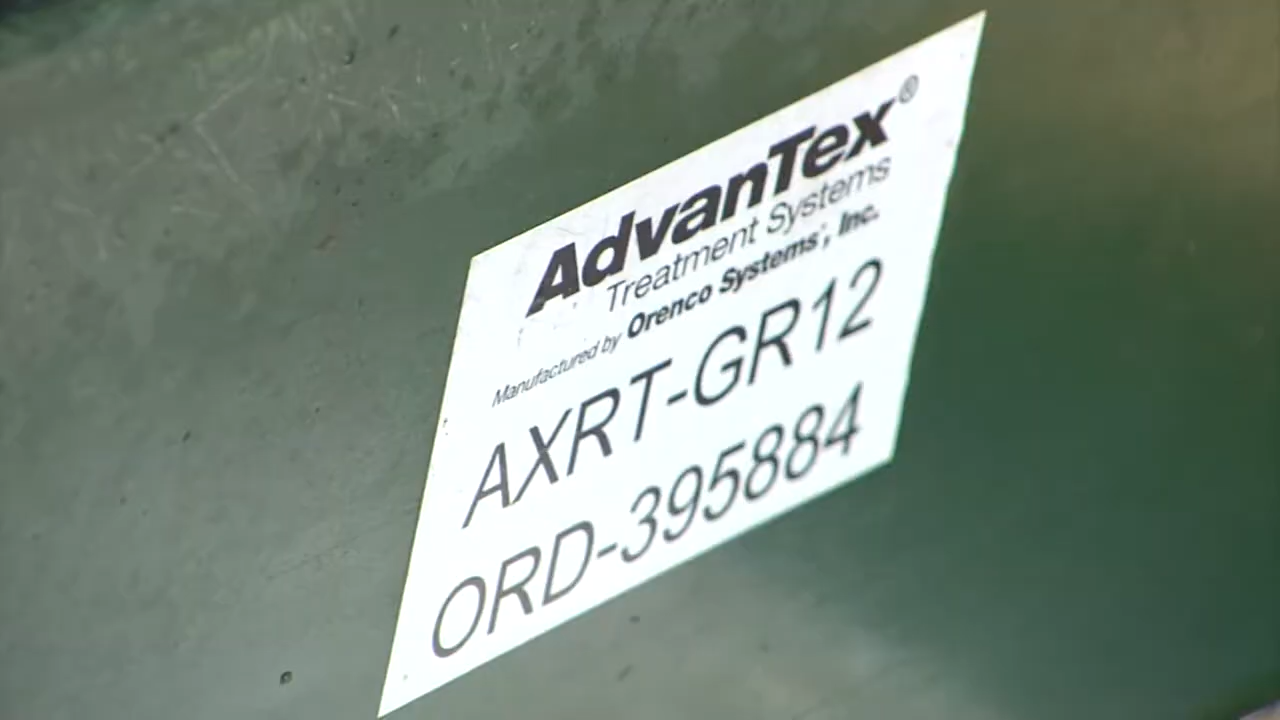 AdvanTex®
Treatment Systems
Manufactured by Orenco Systems®, Inc.
AXRT-GR12
ORD-395884